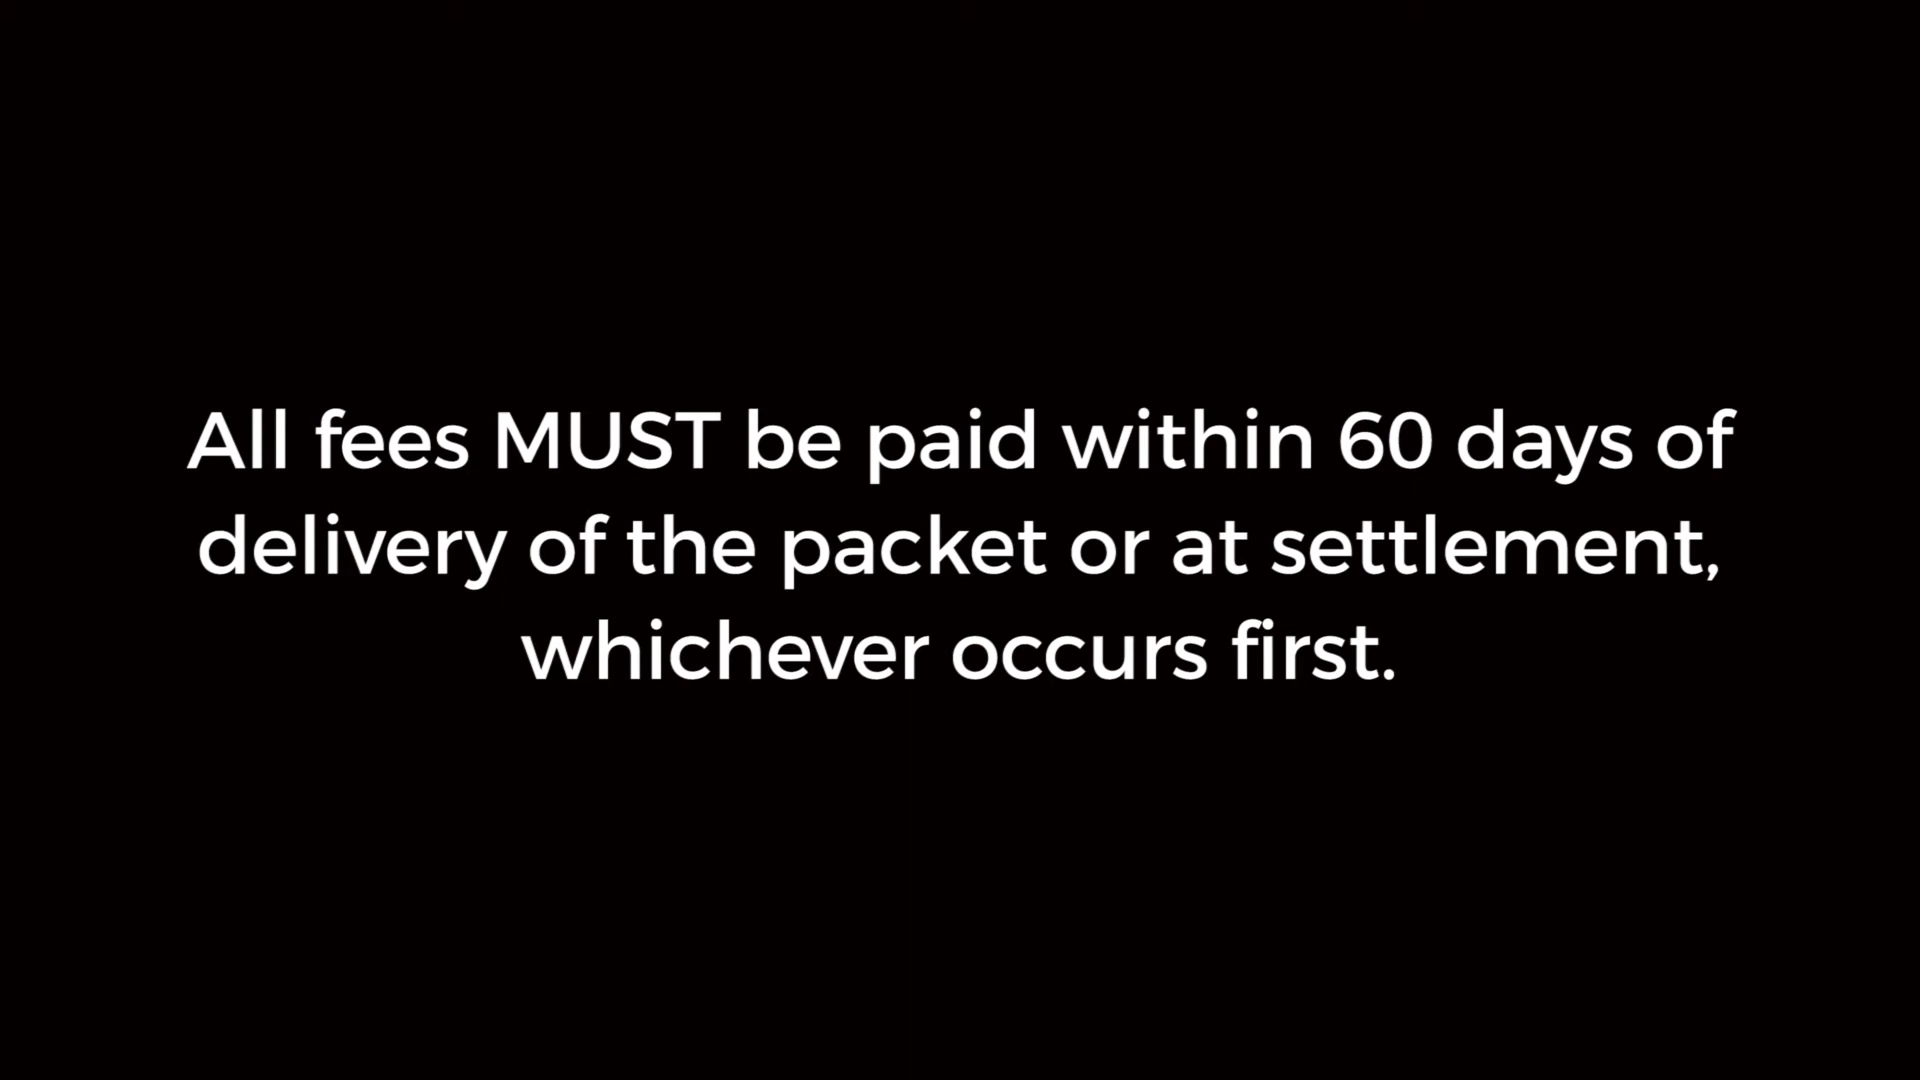 All fees MUST be paid within 60 days of
delivery of the packet or at settlement,
whichever occurs first.